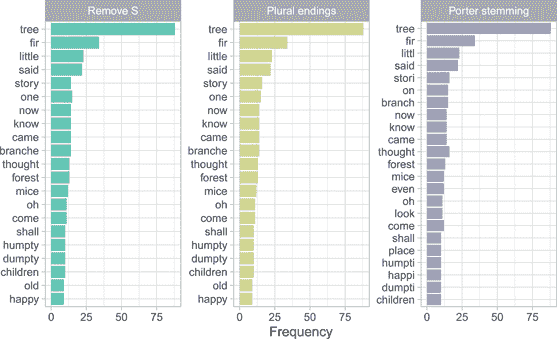 Remove S
tree
fir
little
said
story
one
now
know
came
branche
thought
forest
mice
oh
come
shall
humpty
dumpty
children
old
happy
0 25 50 75
Plural endings
tree
fir
little
said
story
one
now
know
came
branche
thought
forest
mice
oh
come
shall
humpty
dumpty
children
old
happy
0 25 50 75
Porter stemming
tree
fir
littl
said
stori
on
branch
now
know
came
thought
forest
mice
even
oh
look
come
shall
place
humpti
happi
dumpti
children
0 25 50 75
Frequency